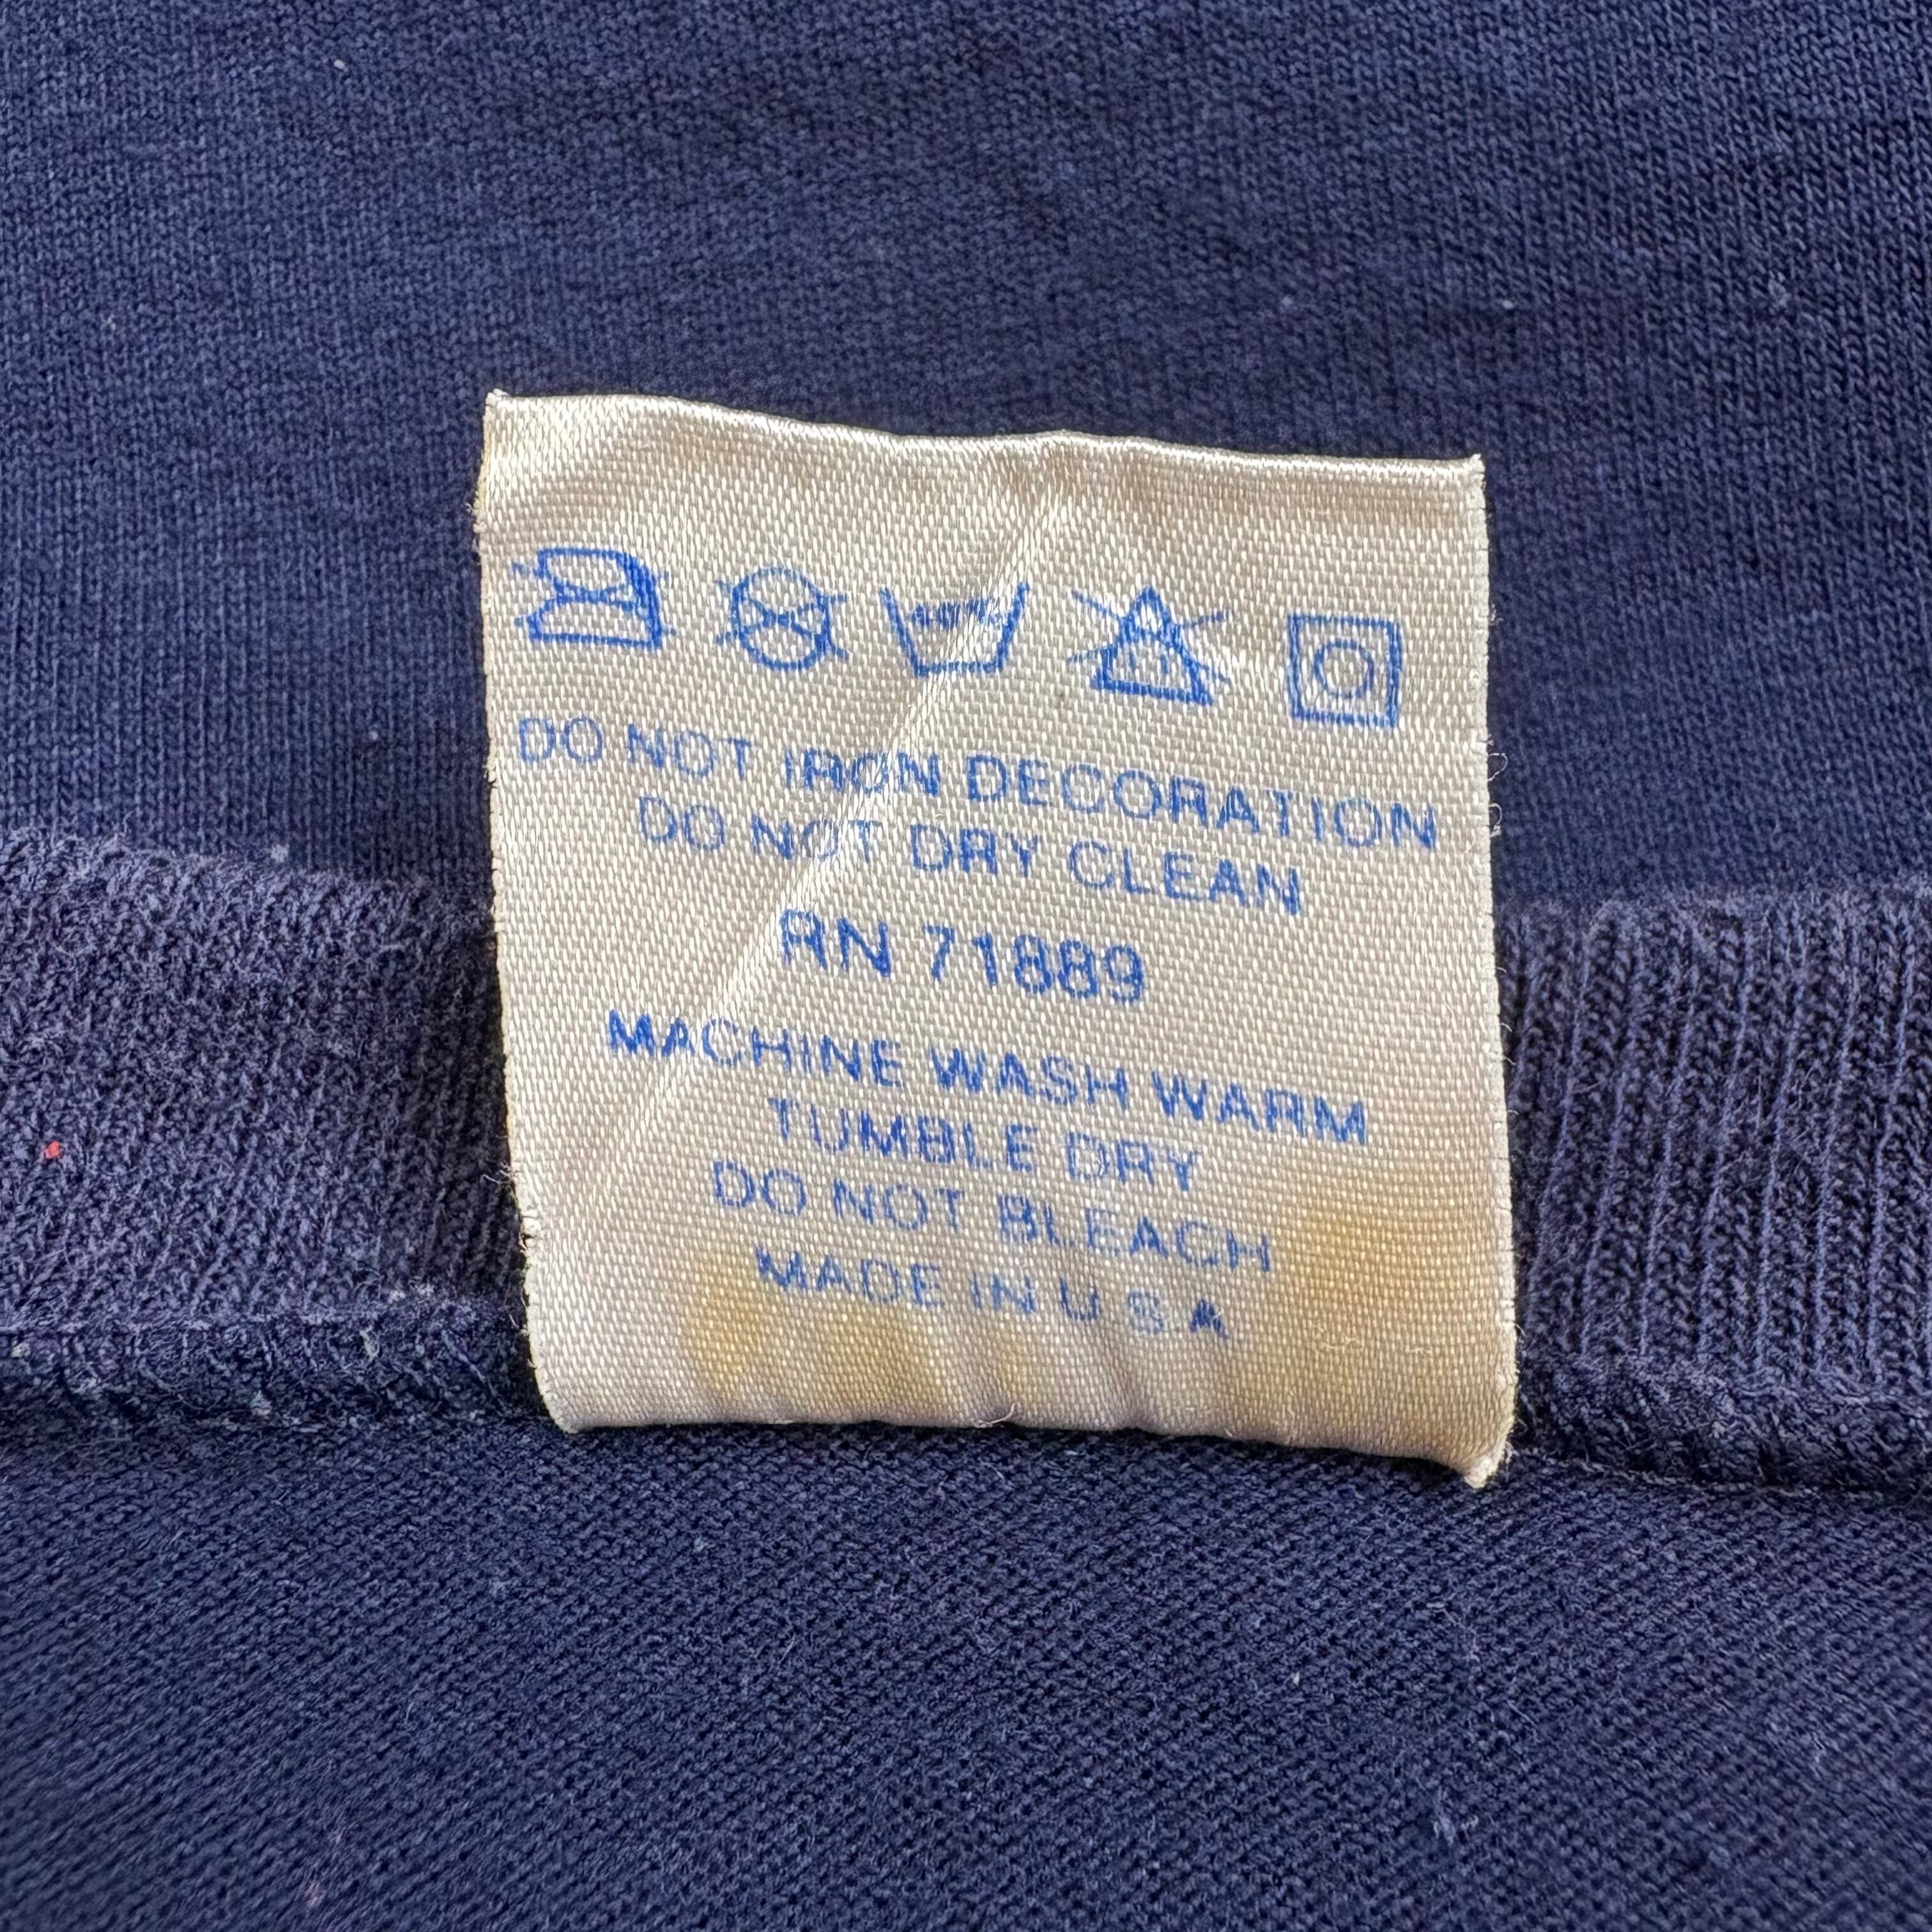 DO NOT IRON DECORATION
DO NOT DRY CLEAN
RN 71889
MACHINE WASH WARM
TUMBLE DRY
DO NOT BLEACH
MADE IN U S A